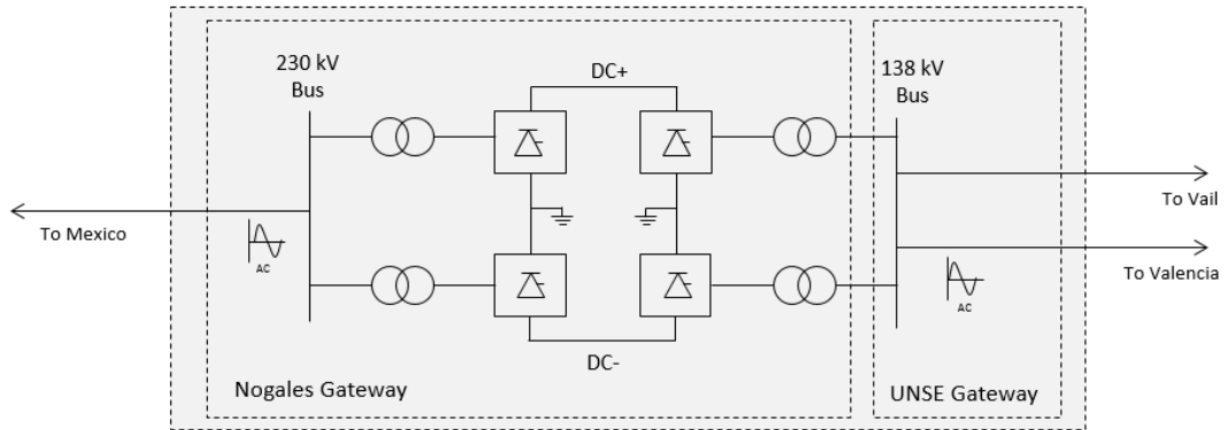 230 kV
Bus
DC+
138 kV
Bus
To Vail
To Mexico
AC
To Valencia
AC
DC-
Nogales Gateway
UNSE Gateway